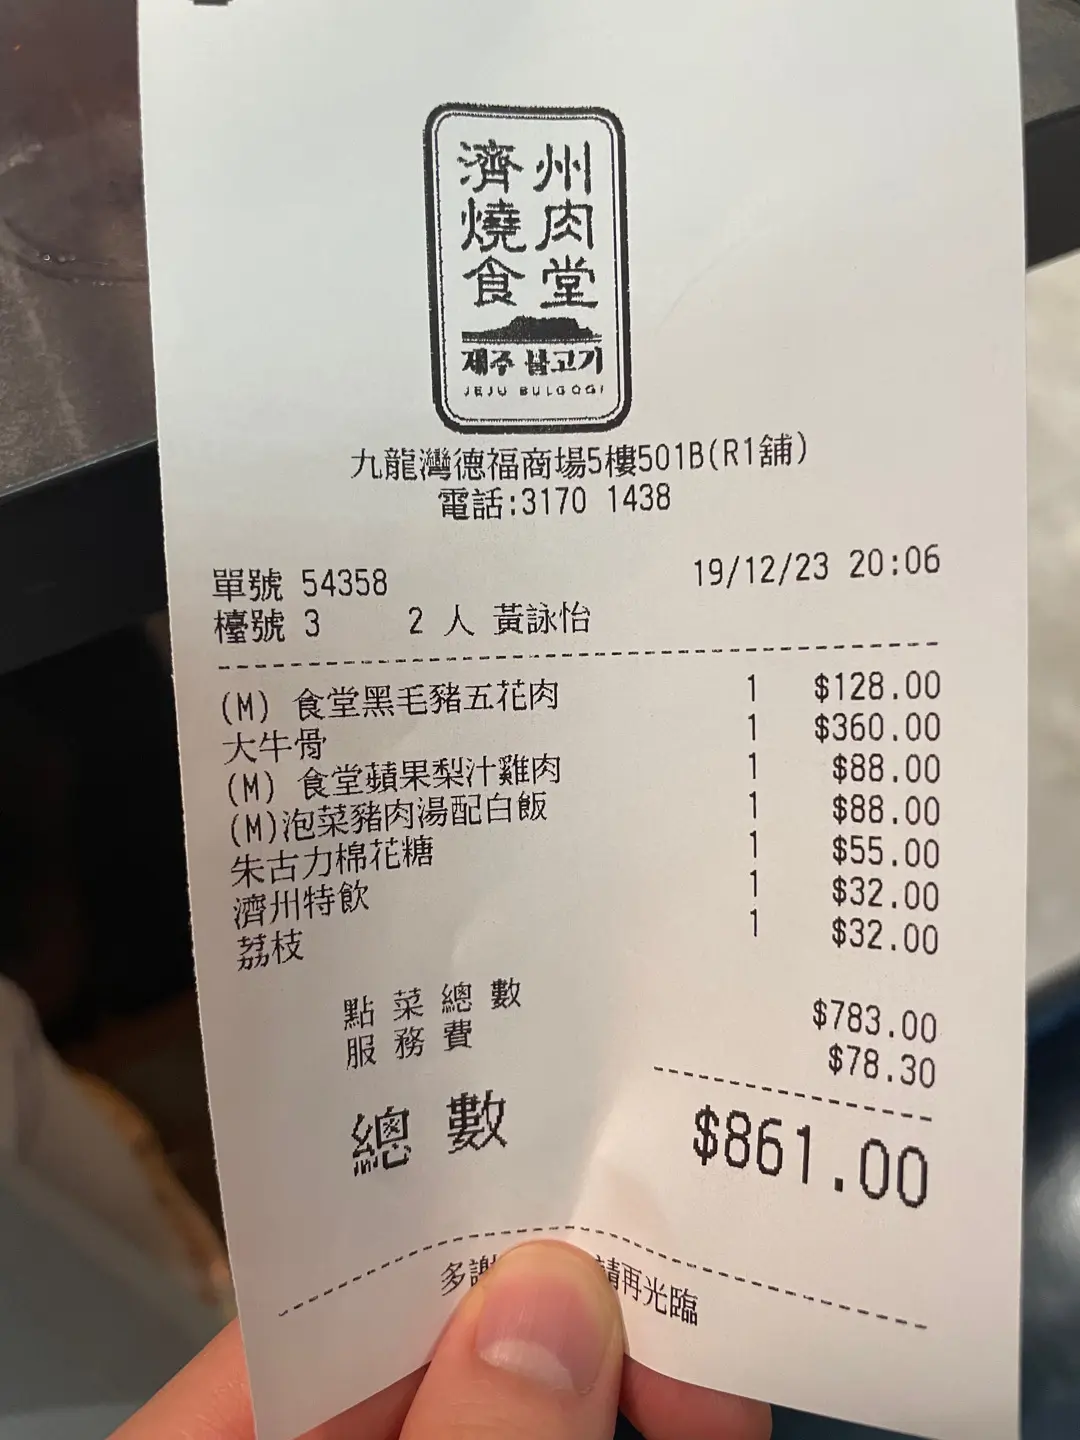 濟州
燒肉
食堂
제주 불고기
JEJU BULGOGI
九龍灣德福商場5樓501B(R1舖)
電話:3170 1438
單號 54358 19/12/23 20:06
檯號 3 2 人 黃詠怡
(M) 食堂黑毛豬五花肉 1 $128.00
大牛骨 1 $360.00
(M) 食堂蘋果梨汁雞肉 1 $88.00
(M)泡菜豬肉湯配白飯 1 $88.00
朱古力棉花糖 1 $55.00
濟州特飲 1 $32.00
荔枝 1 $32.00
點菜總數 $783.00
服務費 $78.30
總數 $861.00
多謝 請再光臨